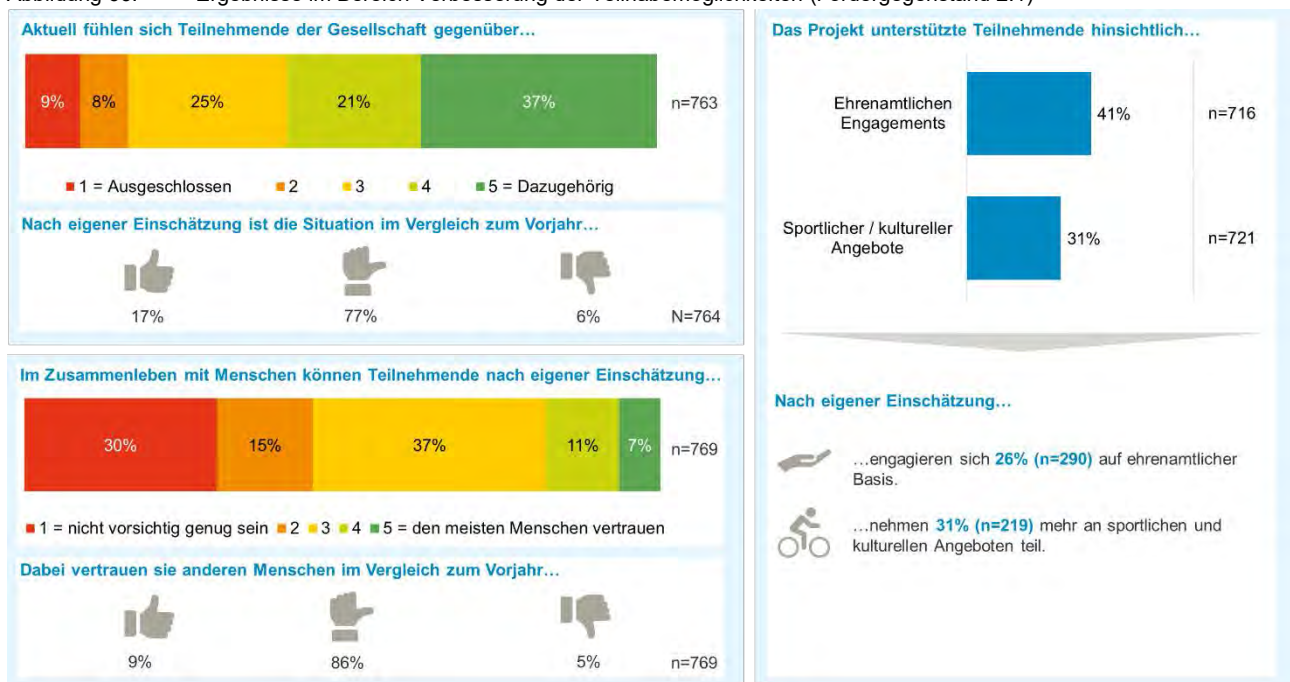 Aktuell fühlen sich Teilnehmende der Gesellschaft gegenüber…
9% 8% 25% 21% 37% n=763
1 = Ausgeschlossen 2 3 4 5 = Dazugehörig
Nach eigener Einschätzung ist die Situation im Vergleich zum Vorjahr…
17% 77% 6% N=764
Im Zusammenleben mit Menschen können Teilnehmende nach eigener Einschätzung…
30% 15% 37% 11% 7% n=769
1 = nicht vorsichtig genug sein 2 3 4 5 = den meisten Menschen vertrauen
Dabei vertrauen sie anderen Menschen im Vergleich zum Vorjahr…
9% 86% 5% n=769
Das Projekt unterstützte Teilnehmende hinsichtlich…
Ehrenamtlichen
Engagements
41% n=716
Sportlicher / kultureller
Angebote
31% n=721
Nach eigener Einschätzung…
…engagieren sich 26% (n=290) auf ehrenamtlicher
Basis.
…nehmen 31% (n=219) mehr an sportlichen und
kulturellen Angeboten teil.